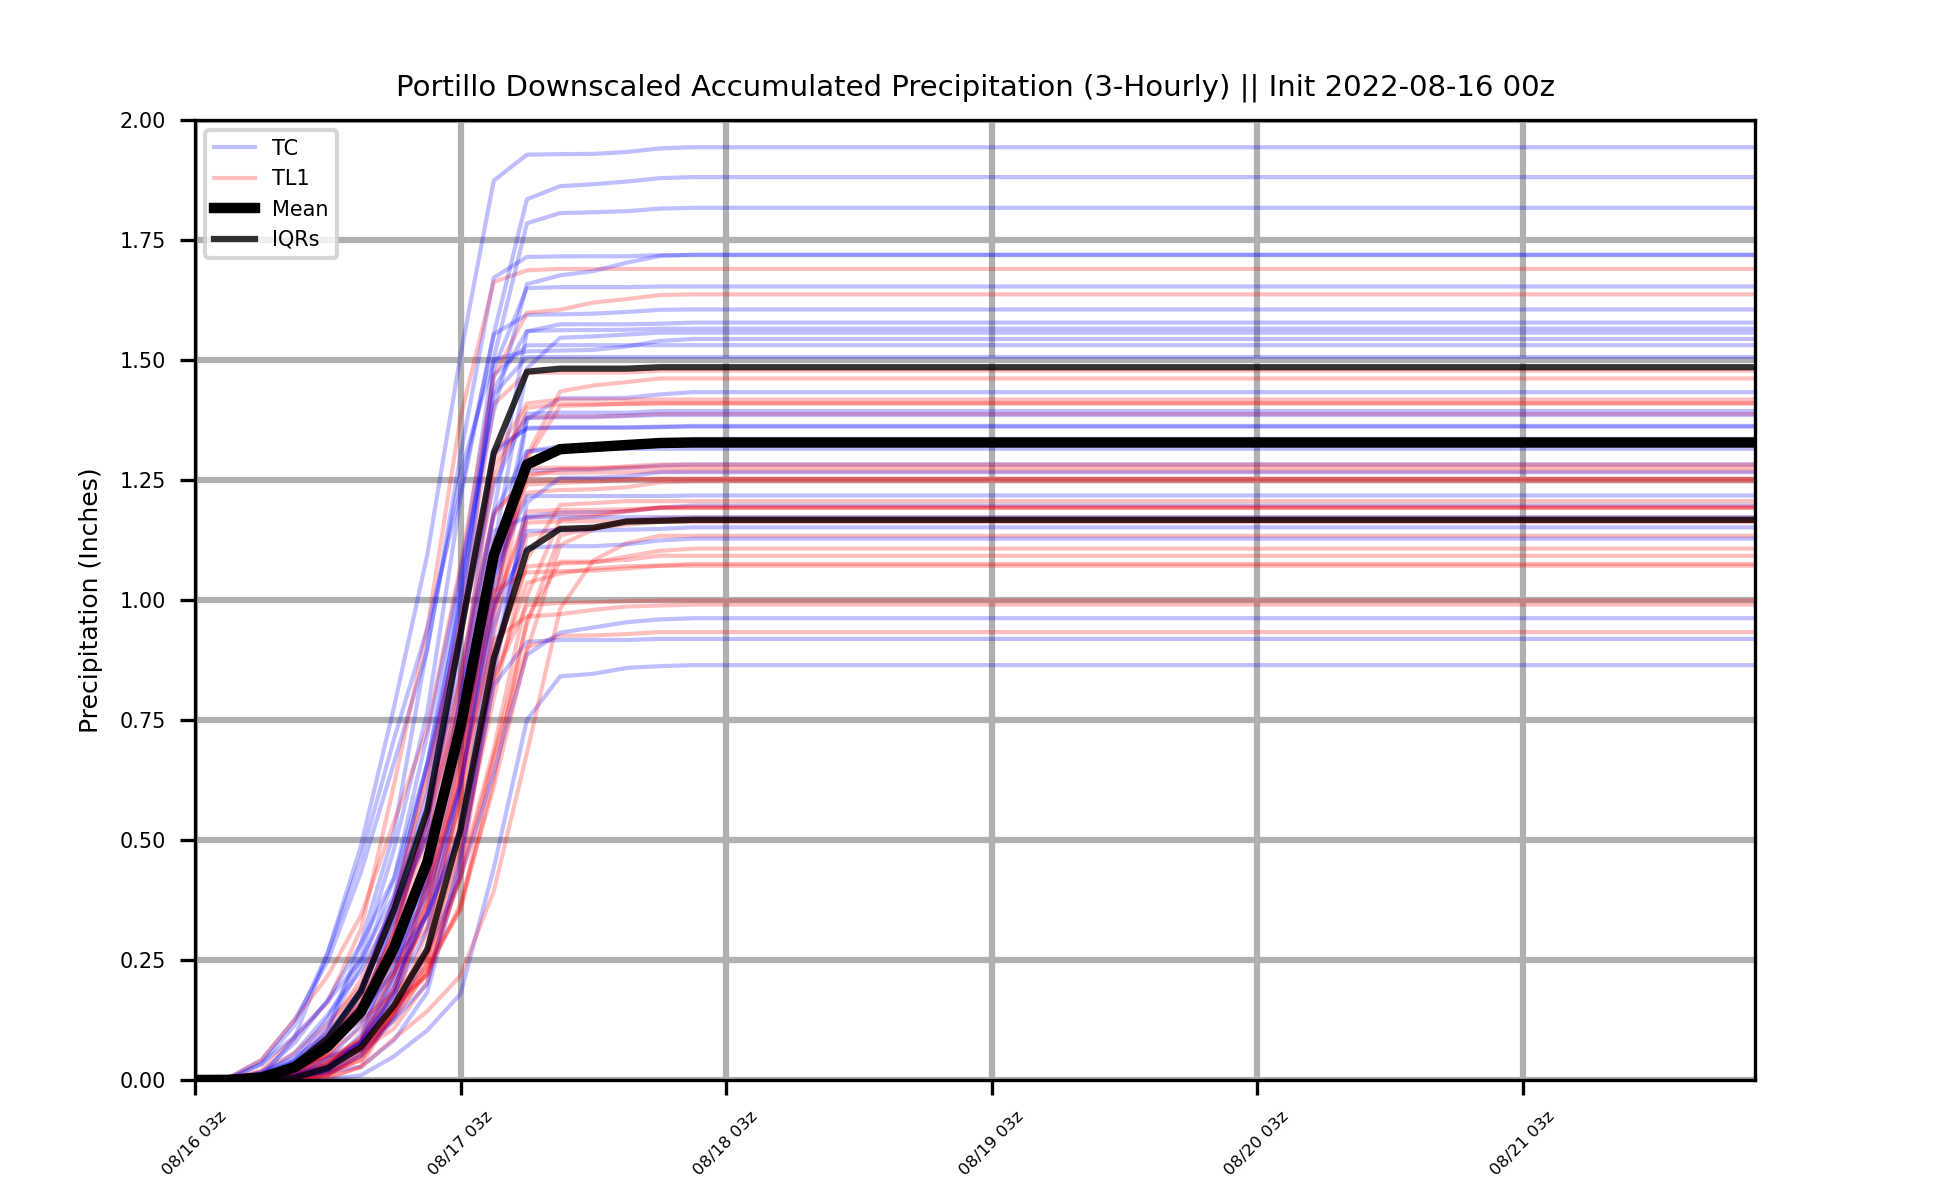 Portillo Downscaled Accumulated Precipitation (3-Hourly) || Init 2022-08-16 00z
2.00
1.75
1.50
1.25
1.00
0.75
0.50
0.25
0.00
Precipitation (Inches)
TC
TL1
Mean
IQRs
08/16 03z
08/17 03z
08/18 03z
08/19 03z
08/20 03z
08/21 03z